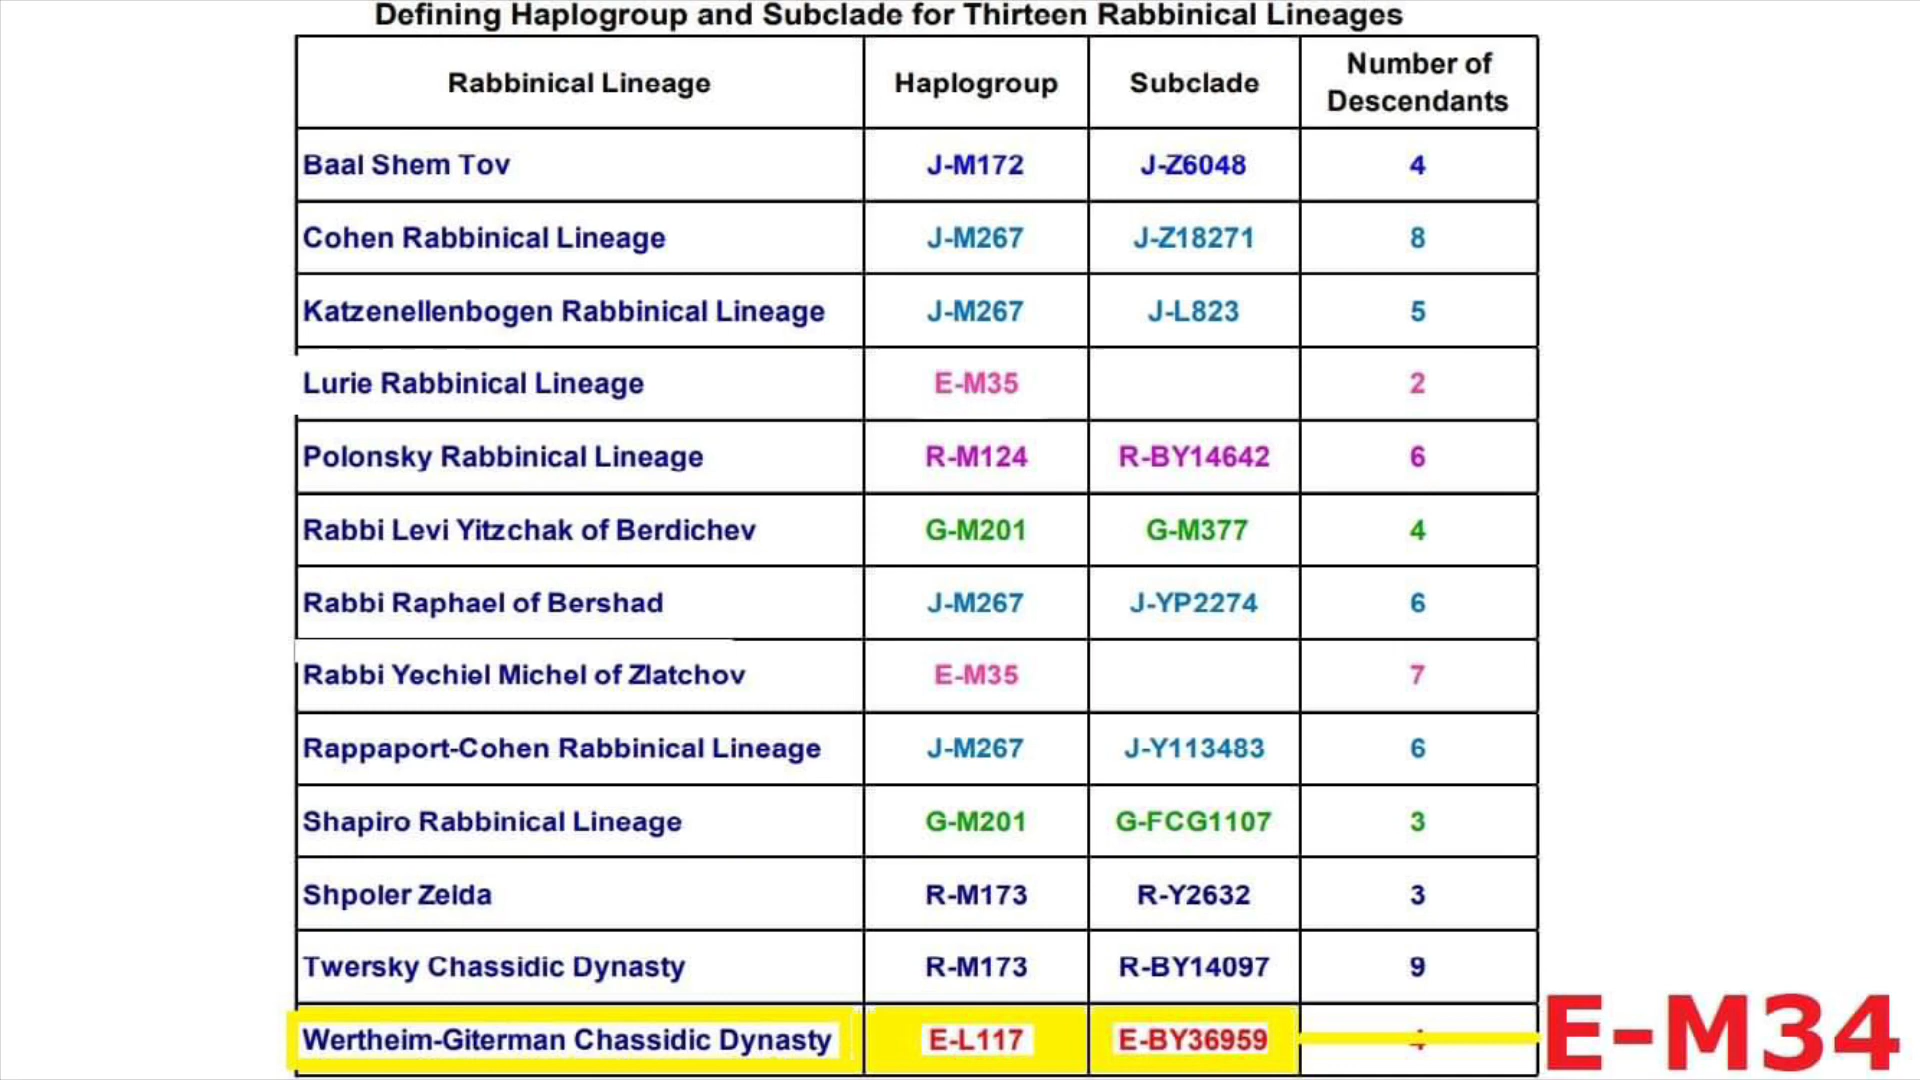 Defining Haplogroup and Subclade for Thirteen Rabbinical Lineages
Rabbinical Lineage Haplogroup Subclade Number of Descendants
Baal Shem Tov J-M172 J-Z6048 4
Cohen Rabbinical Lineage J-M267 J-Z18271 8
Katzenellenbogen Rabbinical Lineage J-M267 J-L823 5
Lurie Rabbinical Lineage E-M35 2
Polonsky Rabbinical Lineage R-M124 R-BY14642 6
Rabbi Levi Yitzchak of Berdichev G-M201 G-M377 4
Rabbi Raphael of Bershad J-M267 J-YP2274 6
Rabbi Yechiel Michel of Zlatchov E-M35 7
Rappaport-Cohen Rabbinical Lineage J-M267 J-Y113483 6
Shapiro Rabbinical Lineage G-M201 G-FCG1107 3
Shpoler Zeida R-M173 R-Y2632 3
Twersky Chassidic Dynasty R-M173 R-BY14097 9
Wertheim-Giterman Chassidic Dynasty E-L117 E-BY36959 E-M34